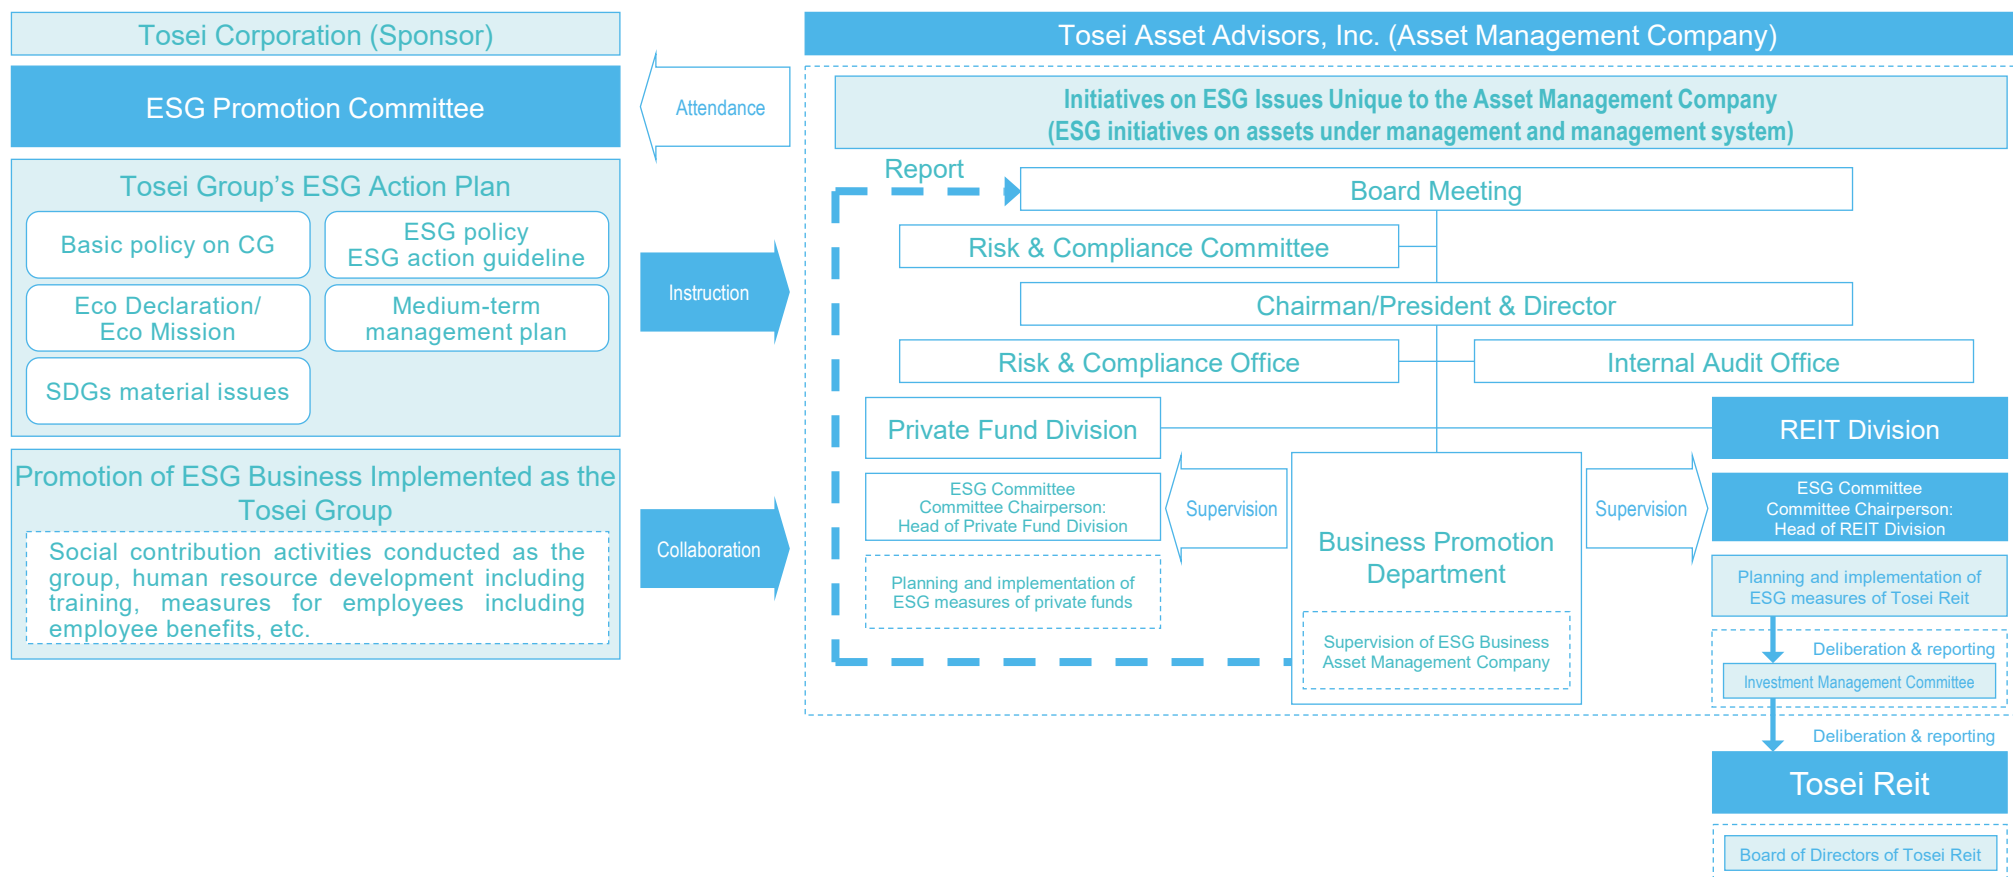 Tosei Corporation (Sponsor)
ESG Promotion Committee
Tosei Group’s ESG Action Plan
Basic policy on CG
ESG policy
ESG action guideline
Eco Declaration/
Eco Mission
Medium-term
management plan
SDGs material issues
Promotion of ESG Business Implemented as the
Tosei Group
Social contribution activities conducted as the
group, human resource development including
training, measures for employees including
employee benefits, etc.
Attendance
Instruction
Collaboration
Tosei Asset Advisors, Inc. (Asset Management Company)
Initiatives on ESG Issues Unique to the Asset Management Company
(ESG initiatives on assets under management and management system)
Report
Board Meeting
Risk & Compliance Committee
Chairman/President & Director
Risk & Compliance Office
Internal Audit Office
Private Fund Division
ESG Committee
Committee Chairperson:
Head of Private Fund Division
Planning and implementation of
ESG measures of private funds
Supervision
Business Promotion
Department
Supervision of ESG Business
Asset Management Company
Supervision
REIT Division
ESG Committee
Committee Chairperson:
Head of REIT Division
Planning and implementation of
ESG measures of Tosei Reit
Deliberation & reporting
Investment Management Committee
Deliberation & reporting
Tosei Reit
Board of Directors of Tosei Reit